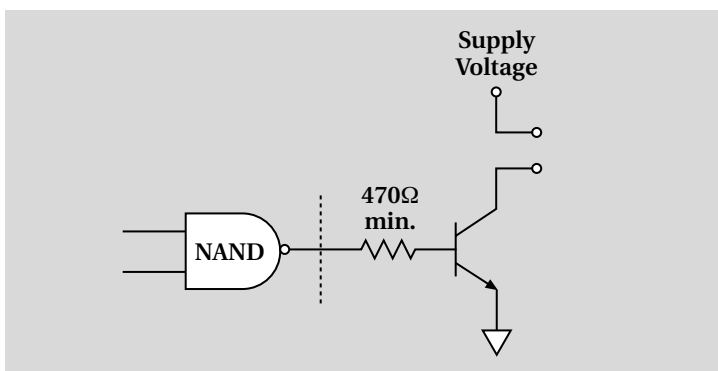 Supply
Voltage
470Ω
min.
NAND